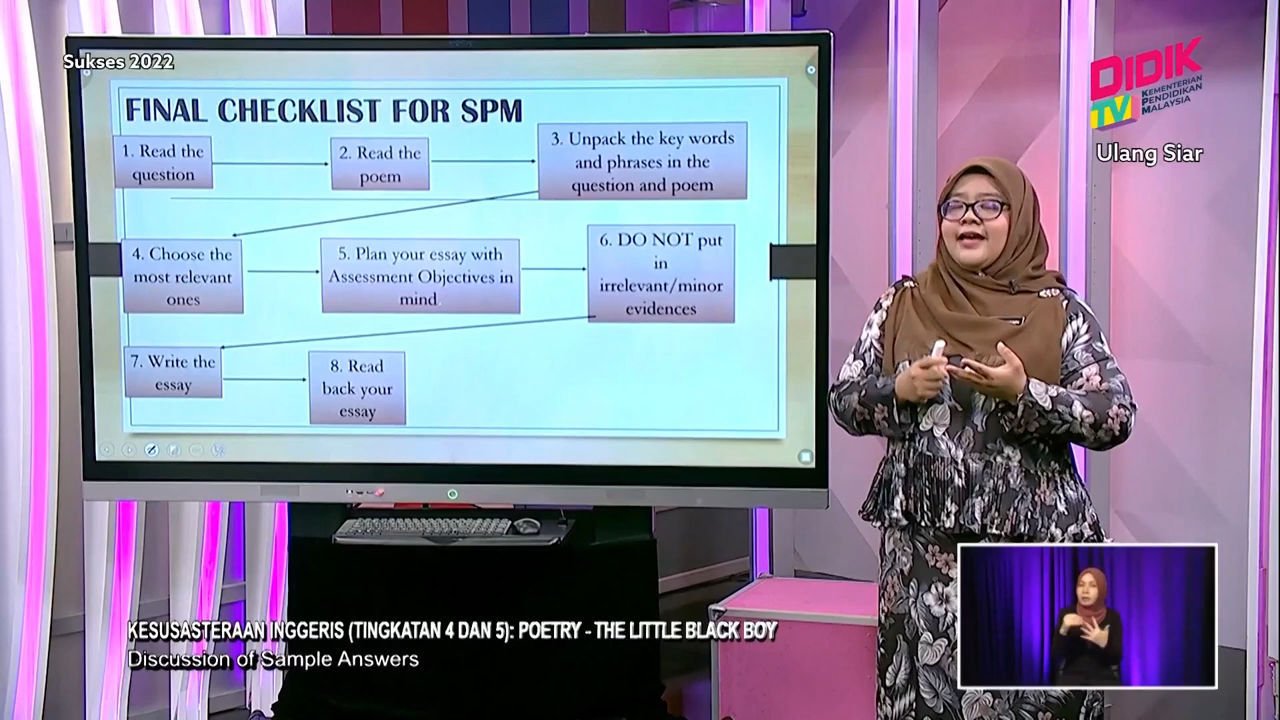 Sukses 2022
FINAL CHECKLIST FOR SPM
1. Read the
question
2. Read the
poem
3. Unpack the key words
and phrases in the
question and poem
4. Choose the
most relevant
ones
5. Plan your essay with
Assessment Objectives in
mind
6. DO NOT put
in
irrelevant/minor
evidences
7. Write the
essay
8. Read
back your
essay
DIDIK
TV
KEMENTERIAN
PENDIDIKAN
MALAYSIA
Ulang Siar
KESUSASTERAAN INGGERIS (TINGKATAN 4 DAN 5): POETRY - THE LITTLE BLACK BOY
Discussion of Sample Answers